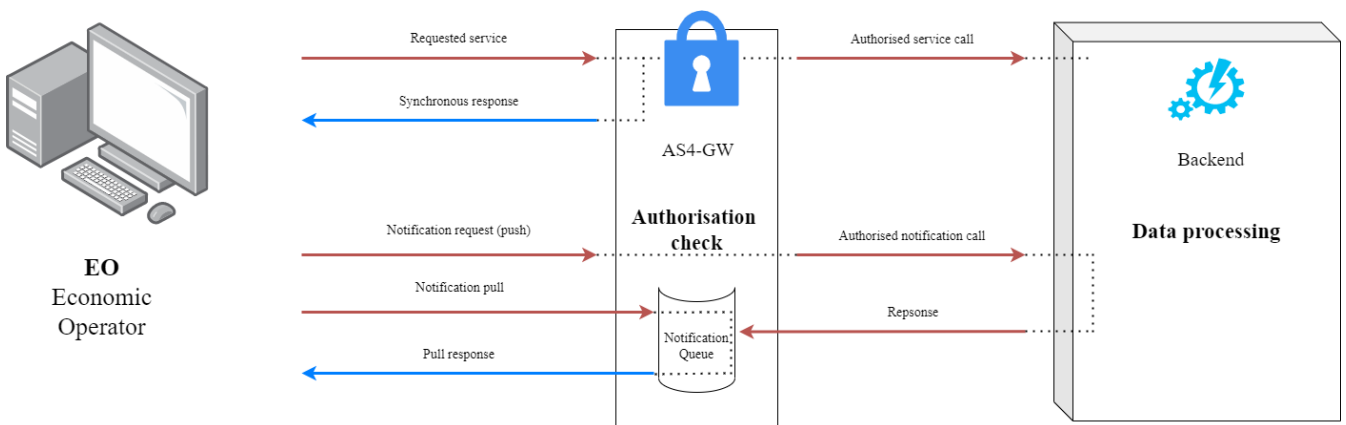 Requested service
Authorised service call
Synchronous response
AS4-GW
Backend
Authorisation
check
Notification request (push)
Authorised notification call
Data processing
EO
Economic
Operator
Notification pull
Repsonse
Notification
Queue
Pull response